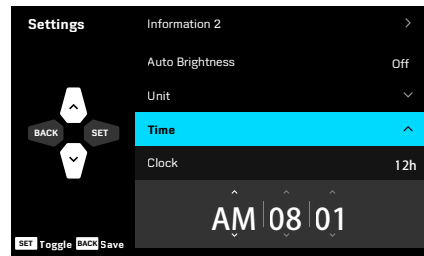 Settings
Information 2
Auto Brightness Off
Unit
BACK SET
Time
Clock 12h
AM 08 01
SET Toggle BACK Save